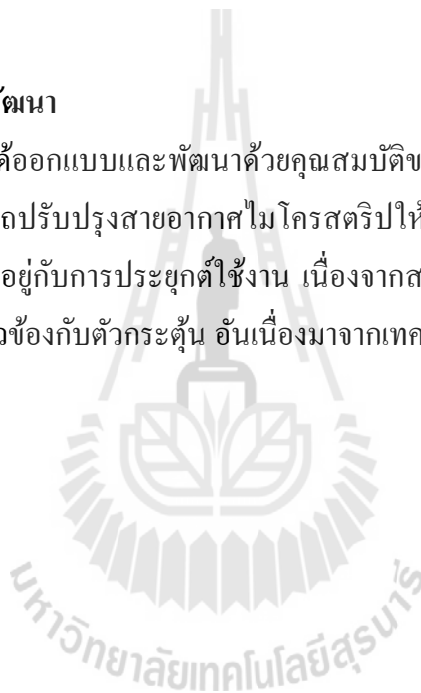 ัฒนา
ด้ออกแบบและพัฒนาด้วยคุณสมบัติข
ถปรับปรุงสายอากาศไมโครสตริปให้
อยู่กับการประยุกต์ใช้งาน เนื่องจากส
วข้องกับตัวกระตุ้น อันเนื่องมาจากเทค
มหาวิทยาลัยเทคโนโลยีสุรนารี